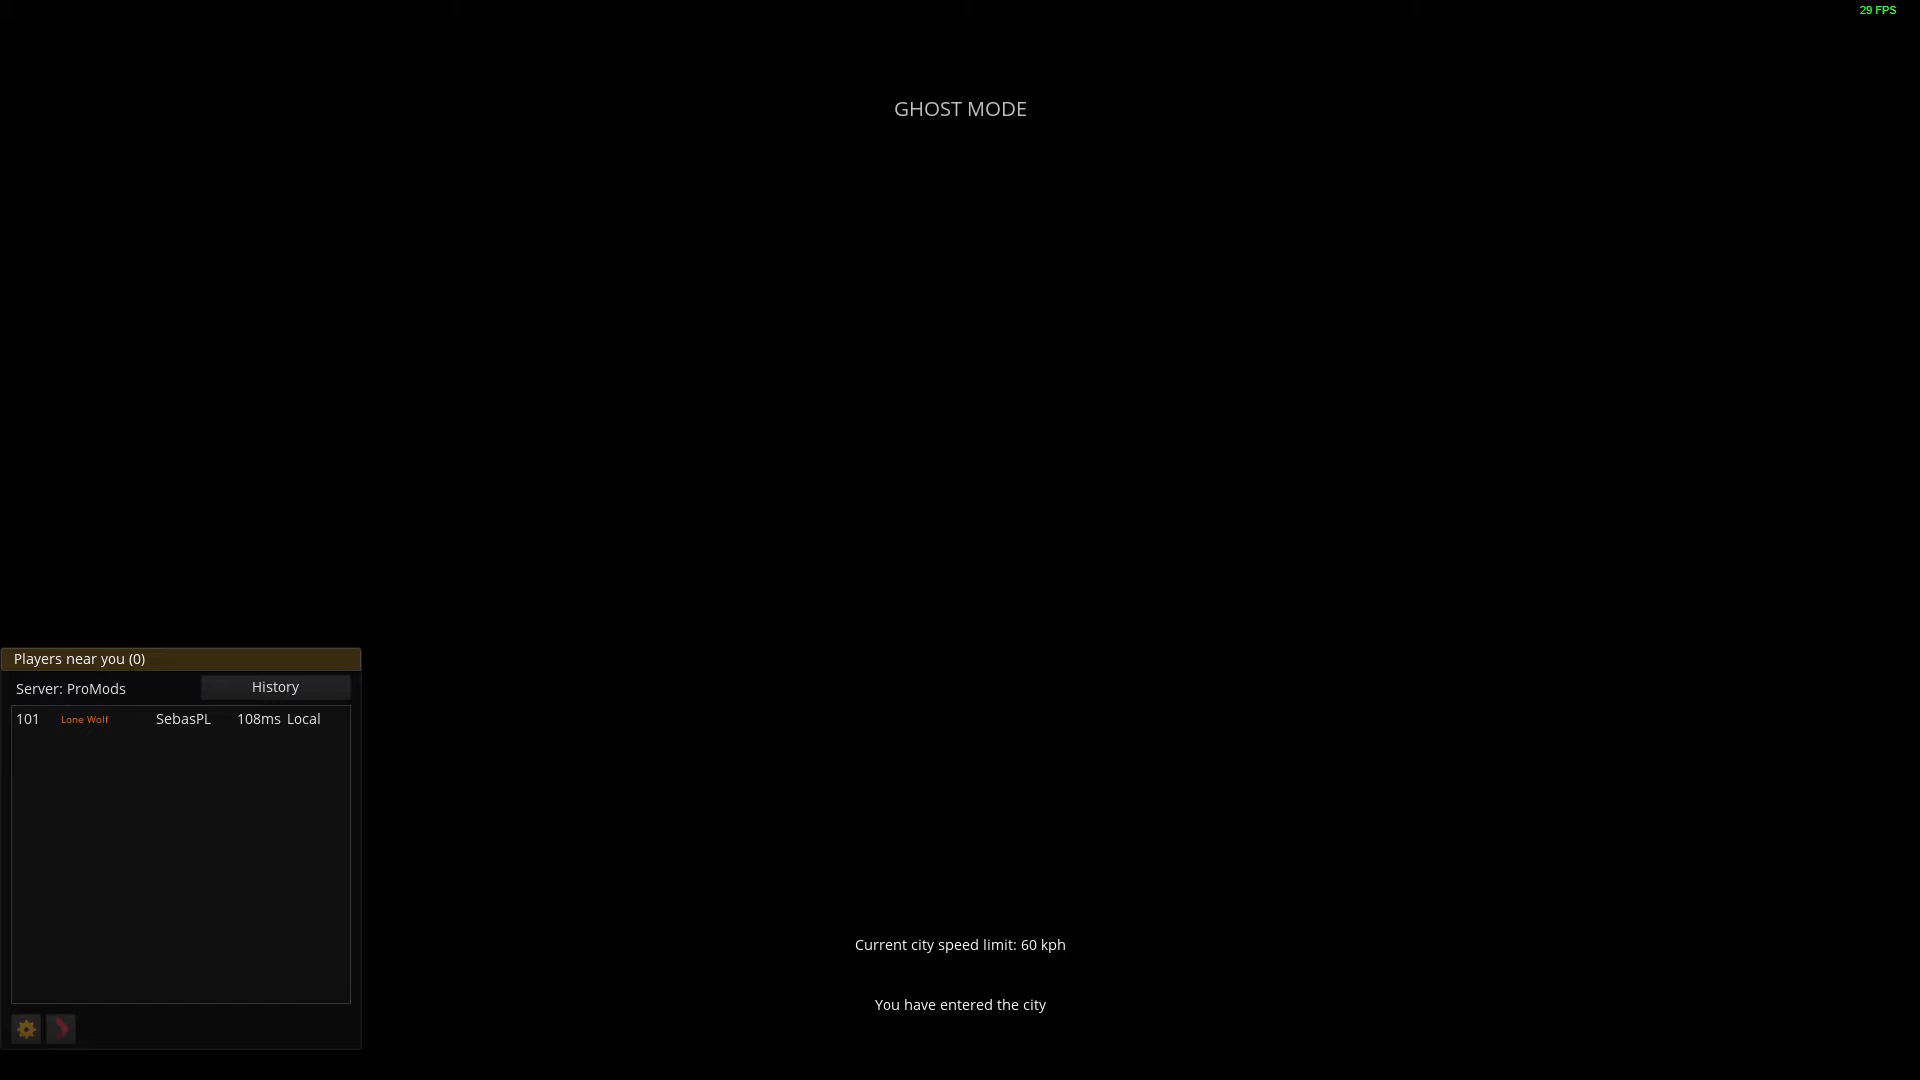 29 FPS
GHOST MODE
Players near you (0)
Server: ProMods
History
101 Lone Wolf SebasPL 108ms Local
Current city speed limit: 60 kph
You have entered the city